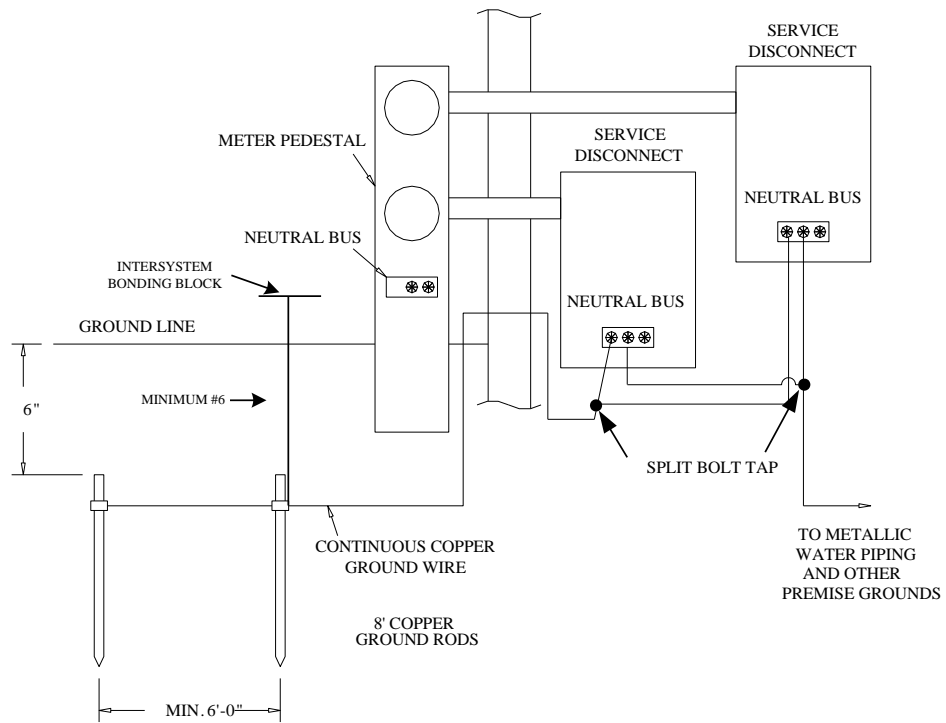 SERVICE
DISCONNECT
SERVICE
DISCONNECT
METER PEDESTAL
NEUTRAL BUS
NEUTRAL BUS
INTERSYSTEM
BONDING BLOCK
NEUTRAL BUS
GROUND LINE
6"
MINIMUM #6
SPLIT BOLT TAP
CONTINUOUS COPPER
GROUND WIRE
TO METALLIC
WATER PIPING
AND OTHER
PREMISE GROUNDS
8' COPPER
GROUND RODS
MIN. 6'-0"